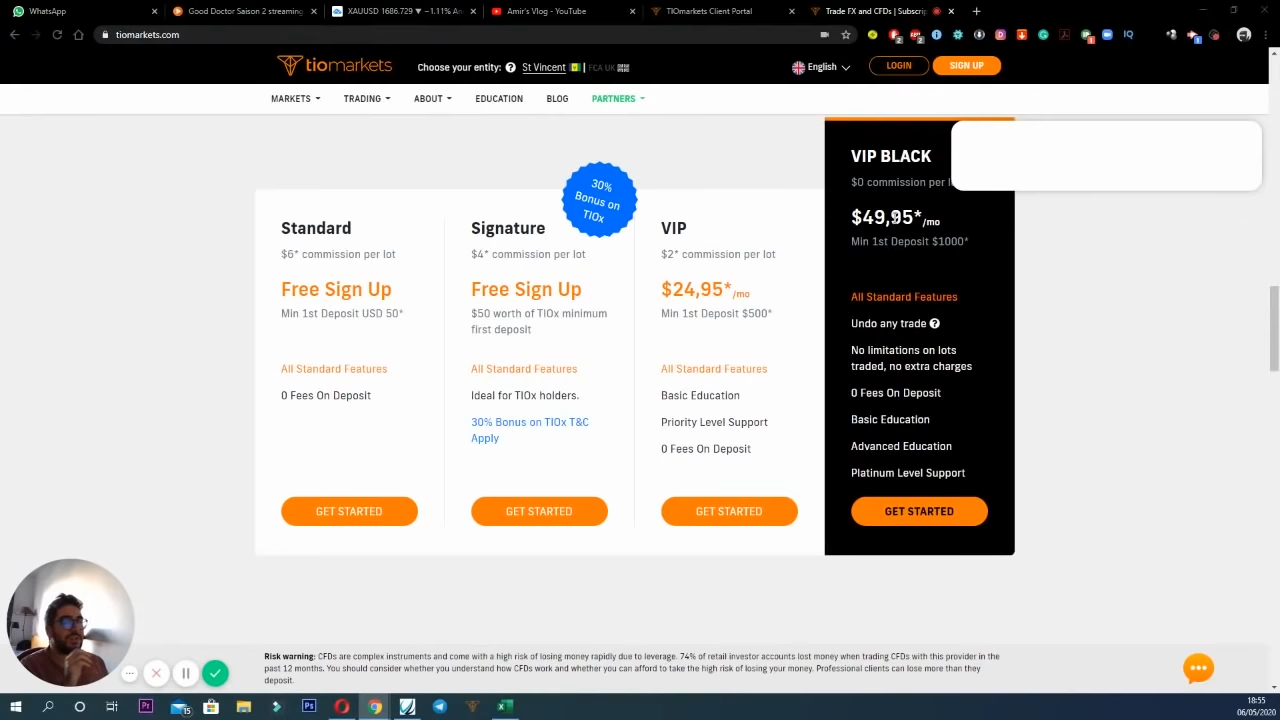 WhatsApp
Good Doctor Saison 2 streaming
XAUUSD 1686.729 ▼ −1.11% An
Amir's Vlog - YouTube
TIOmarkets Client Portal
Trade FX and CFDs | Subscrip
tiomarkets.com
tiomarkets
Choose your entity:
St Vincent
FCA UK
English
LOGIN
SIGN UP
MARKETS
TRADING
ABOUT
EDUCATION
BLOG
PARTNERS
30%
Bonus on
TIOx
Standard
$6* commission per lot
Free Sign Up
Min 1st Deposit USD 50*
All Standard Features
0 Fees On Deposit
GET STARTED
Signature
$4* commission per lot
Free Sign Up
$50 worth of TIOx minimum
first deposit
All Standard Features
Ideal for TIOx holders.
30% Bonus on TIOx T&C
Apply
GET STARTED
VIP
$2* commission per lot
$24,95*/mo
Min 1st Deposit $500*
All Standard Features
Basic Education
Priority Level Support
0 Fees On Deposit
GET STARTED
VIP BLACK
$0 commission per
$49,95*/mo
Min 1st Deposit $1000*
All Standard Features
Undo any trade
No limitations on lots
traded, no extra charges
0 Fees On Deposit
Basic Education
Advanced Education
Platinum Level Support
GET STARTED
Risk warning: CFDs are complex instruments and come with a high risk of losing money rapidly due to leverage. 74% of retail investor accounts lost money when trading CFDs with this provider in the
past 12 months. You should consider whether you understand how CFDs work and whether you can afford to take the high risk of losing your money. Professional clients can lose more than they
deposit.
18:55
06/05/2020